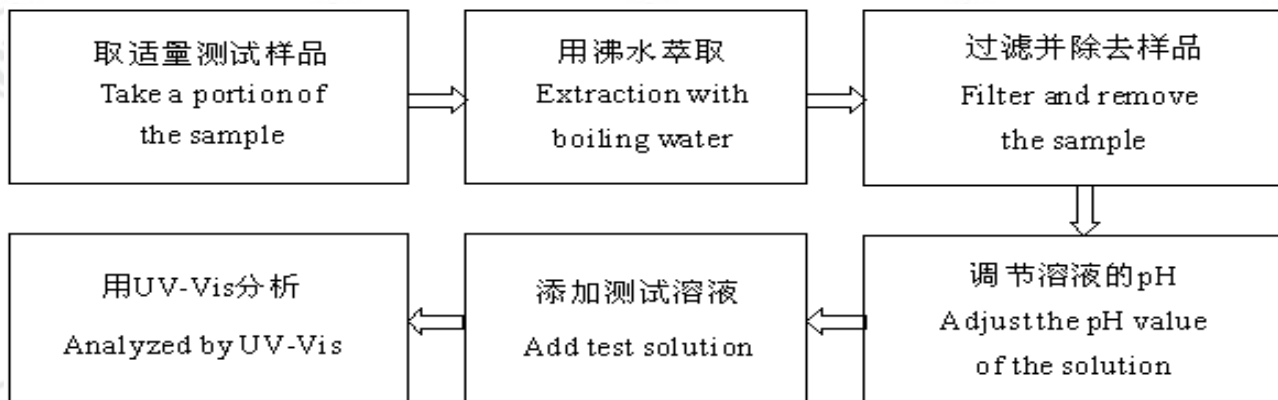 取适量测试样品
Take a portion of
the sample
用沸水萃取
Extraction with
boiling water
过滤并除去样品
Filter and remove
the sample
调节溶液的pH
Adjust the pH value
of the solution
添加测试溶液
Add test solution
用UV-Vis分析
Analyzed by UV-Vis